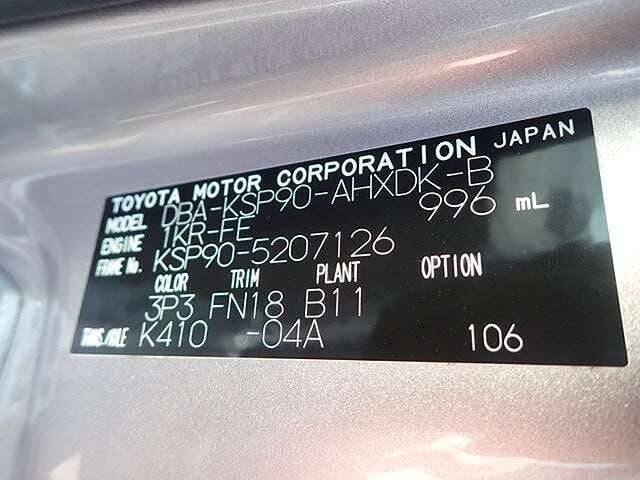 TOYOTA MOTOR CORPORATION JAPAN
MODEL DBA-KSP90-AHXDK-B
ENGINE 1KR-FE 996 mL
FRAME No. KSP90-5207126
COLOR TRIM PLANT OPTION
3P3 FN18 B11
TRNS/AXLE K410 -04A 106